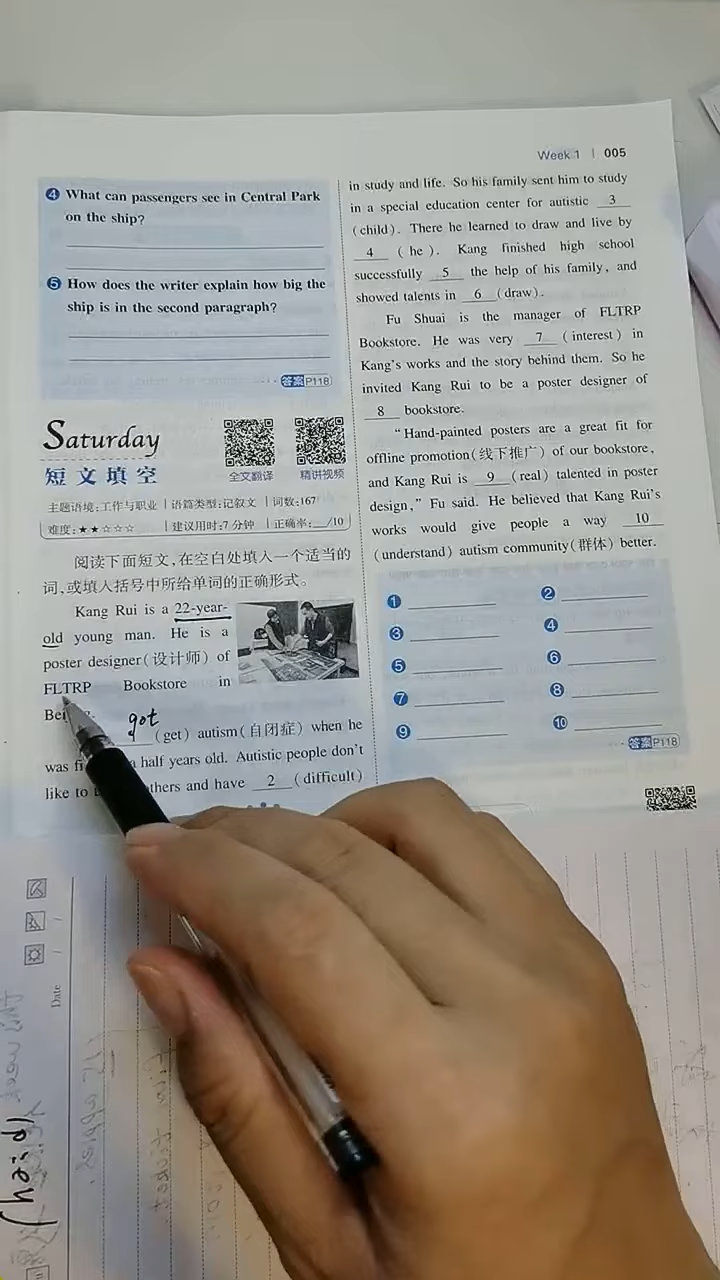 Week 1 | 005
4 What can passengers see in Central Park
on the ship?
5 How does the writer explain how big the
ship is in the second paragraph?
答案P118
Saturday
短文填空
全文翻译 精讲视频
主题语境:工作与职业 | 语篇类型:记叙文 | 词数:167
难度:★★☆☆☆ | 建议用时:7分钟 | 正确率:__/10
阅读下面短文,在空白处填入一个适当的
词,或填入括号中所给单词的正确形式。
Kang Rui is a 22-year-
old young man. He is a
poster designer(设计师) of
FLTRP Bookstore in
got
(get) autism(自闭症) when he
was half years old. Autistic people don't
like to and have 2 (difficult)
in study and life. So his family sent him to study
in a special education center for autistic 3
(child). There he learned to draw and live by
4 (he). Kang finished high school
successfully 5 the help of his family, and
showed talents in 6 (draw).
Fu Shuai is the manager of FLTRP
Bookstore. He was very 7 (interest) in
Kang's works and the story behind them. So he
invited Kang Rui to be a poster designer of
8 bookstore.
"Hand-painted posters are a great fit for
offline promotion(线下推广) of our bookstore,
and Kang Rui is 9 (real) talented in poster
design," Fu said. He believed that Kang Rui's
works would give people a way 10
(understand) autism community(群体) better.
1 2
3 4
5 6
7 8
9 10
答案P118
Date / /